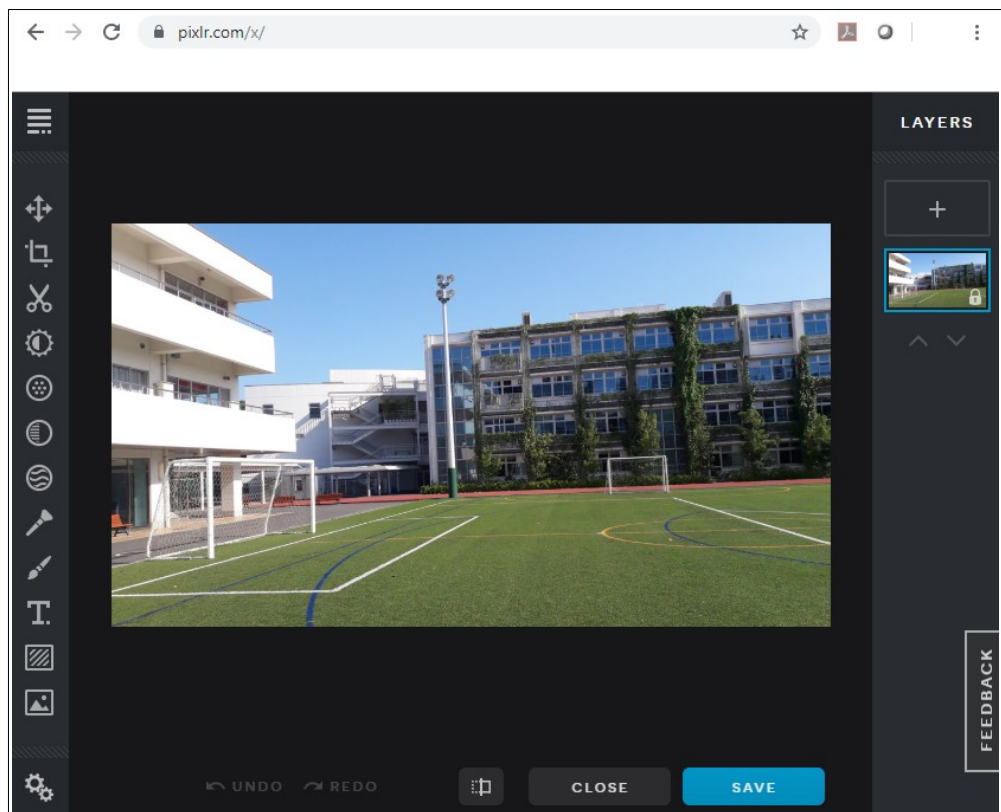 pixlr.com/x/
LAYERS
+
T.
FEEDBACK
UNDO REDO
CLOSE
SAVE